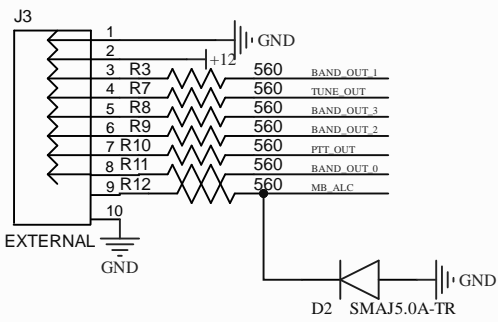 J3
1 GND
2 +12
3 R3 560 BAND_OUT_1
4 R7 560 TUNE_OUT
5 R8 560 BAND_OUT_3
6 R9 560 BAND_OUT_2
7 R10 560 PTT_OUT
8 R11 560 BAND_OUT_0
9 R12 560 MB_ALC
10
EXTERNAL
GND
GND
D2 SMAJ5.0A-TR